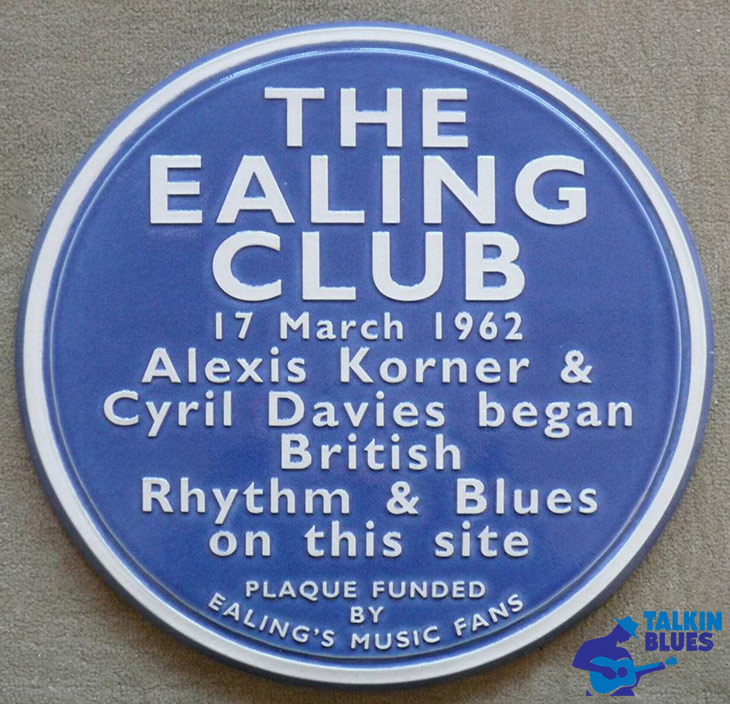 THE
EALING
CLUB
17 March 1962
Alexis Korner &
Cyril Davies began
British
Rhythm & Blues
on this site
PLAQUE FUNDED
BY
EALING'S MUSIC FANS
TALKIN
BLUES